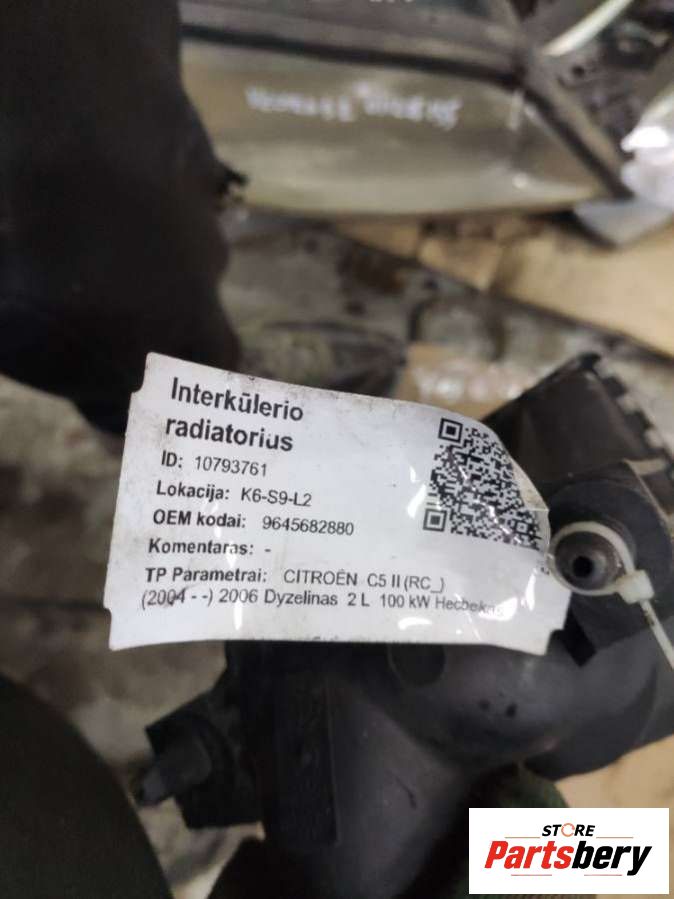 Interkūlerio
radiatorius
ID: 10793761
Lokacija: K6-S9-L2
OEM kodai: 9645682880
Komentaras: -
TP Parametrai: CITROËN C5 II (RC_)
(2004 - -) 2006 Dyzelinas 2 L 100 kW Hecbekas
STORE
Partsbery